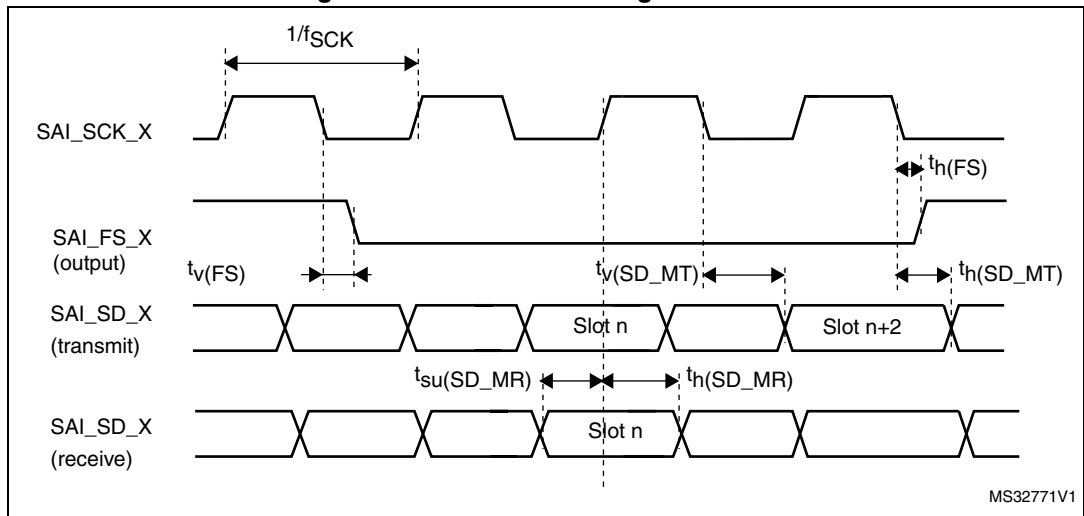 1/fSCK
SAI_SCK_X
th(FS)
SAI_FS_X
(output)
tv(FS)
tv(SD_MT)
th(SD_MT)
SAI_SD_X
(transmit)
Slot n
Slot n+2
tsu(SD_MR)
th(SD_MR)
SAI_SD_X
(receive)
Slot n
MS32771V1